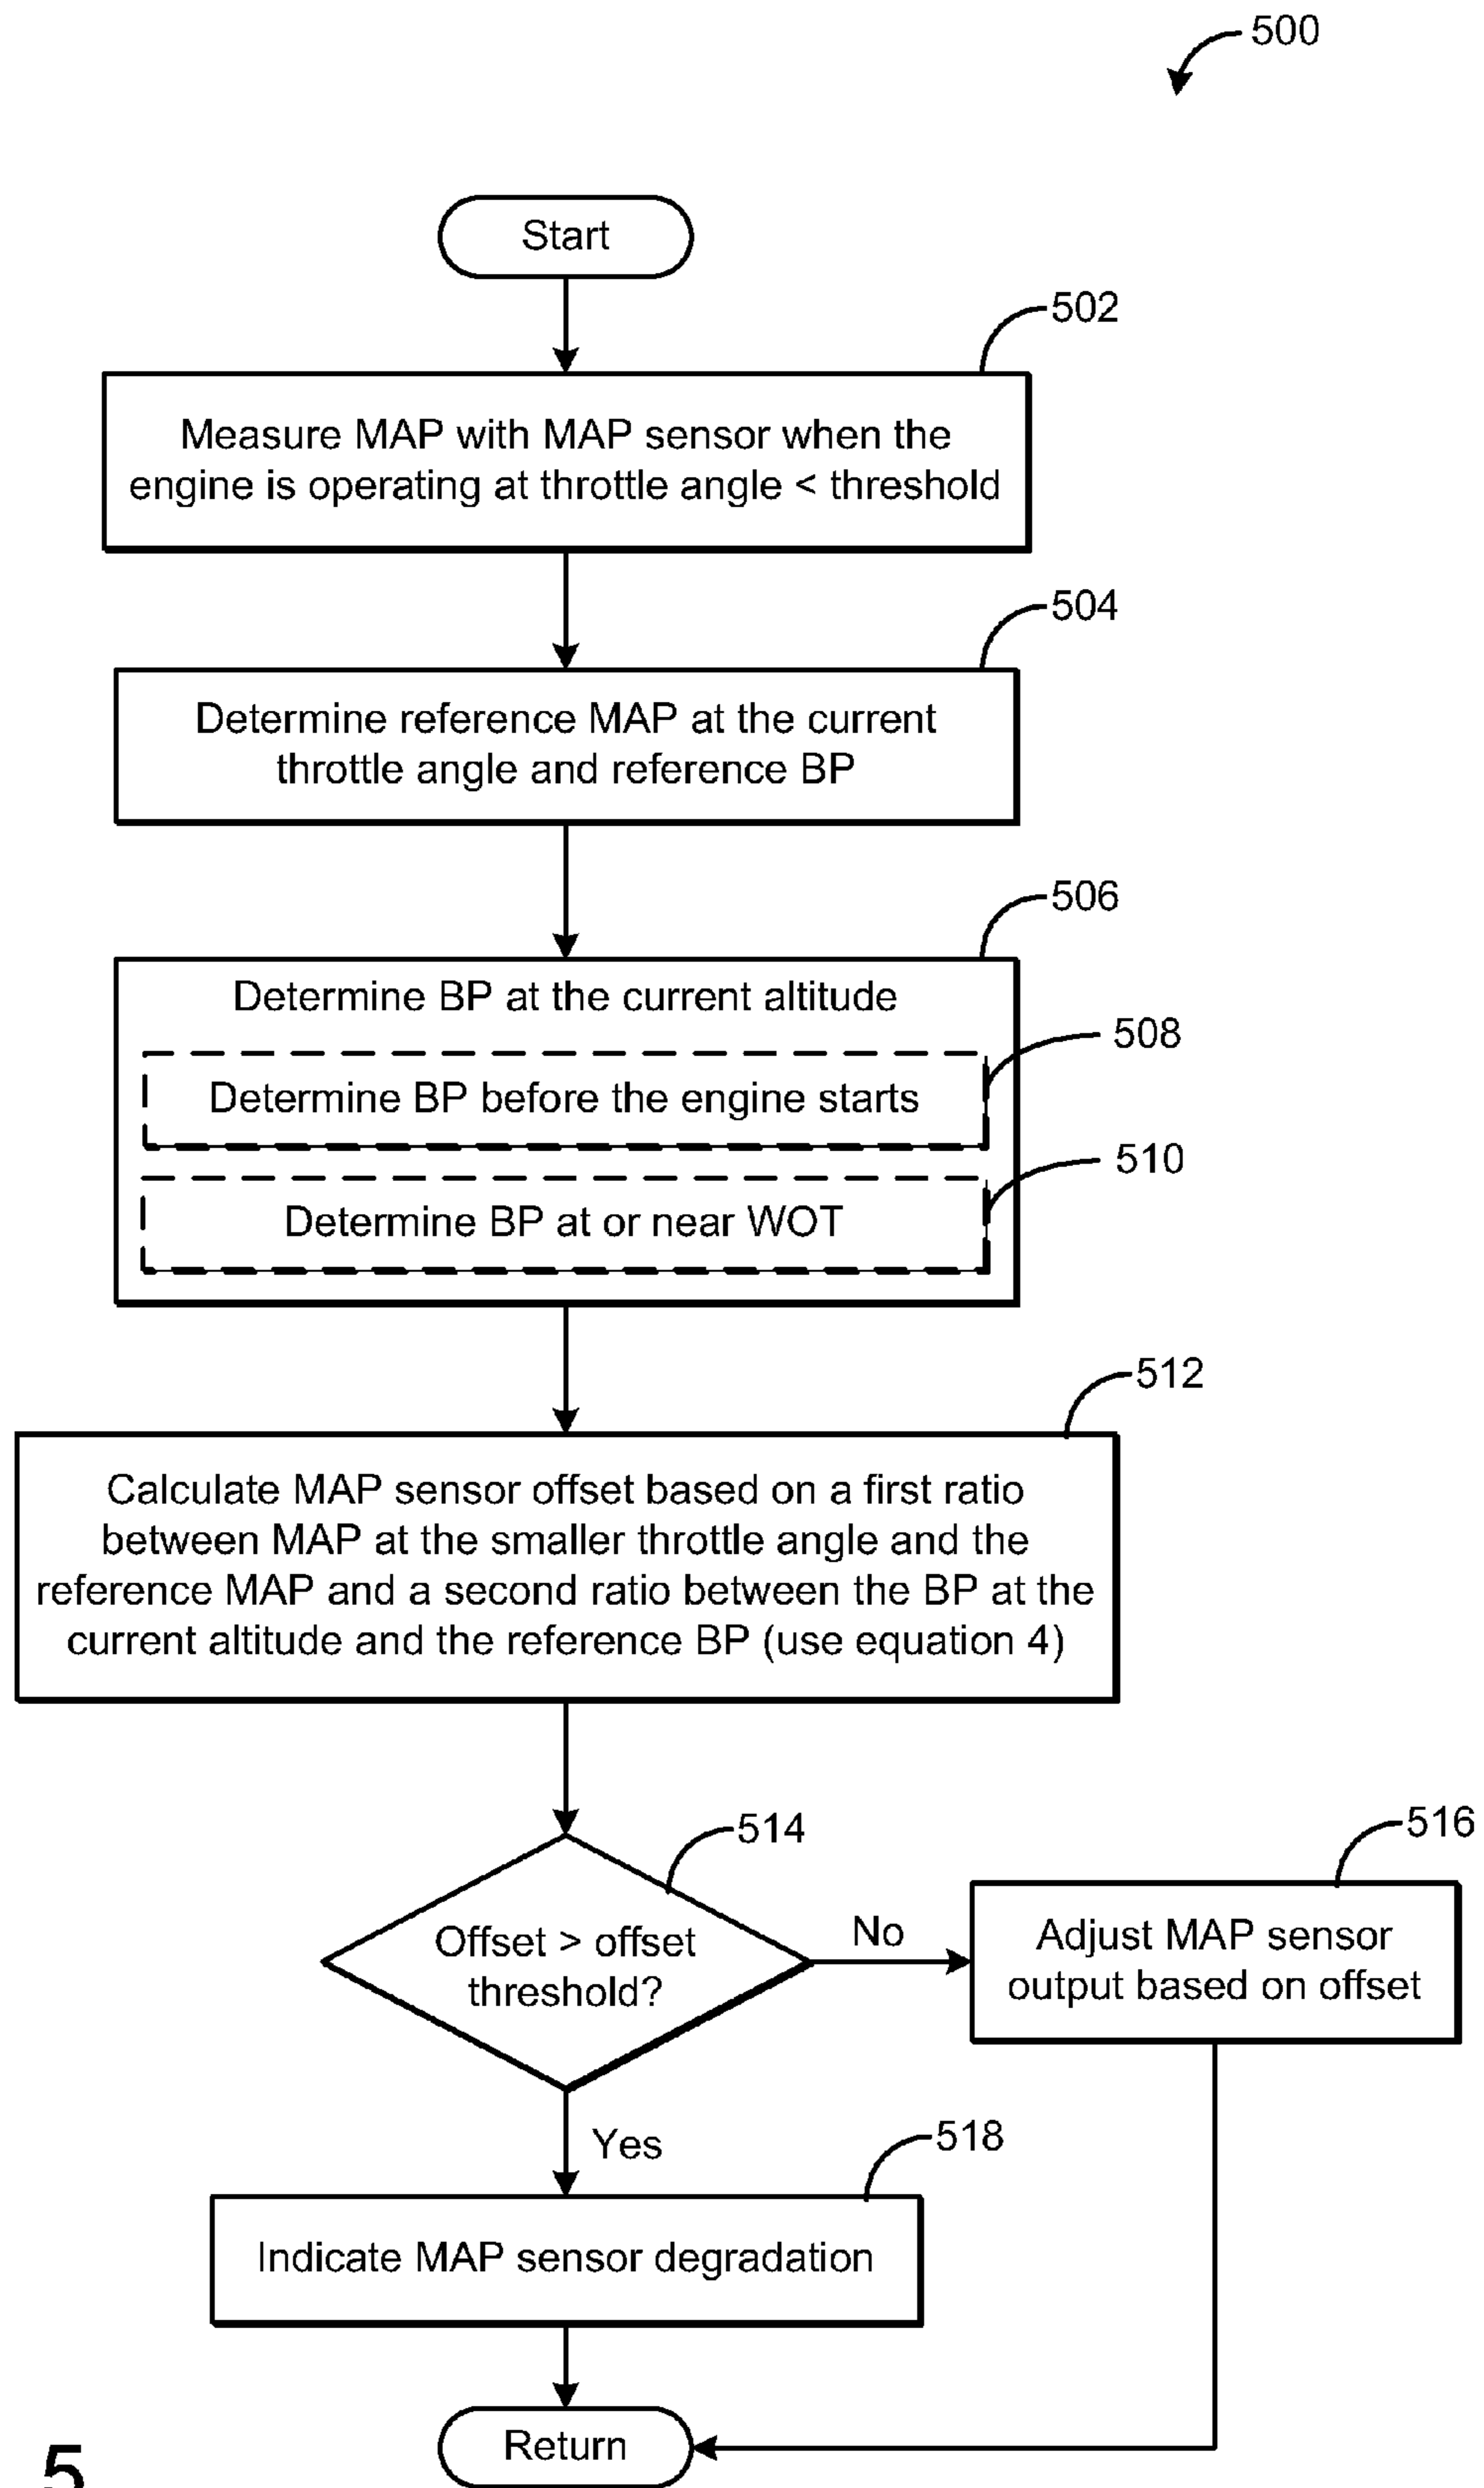 500
Start
502
Measure MAP with MAP sensor when the
engine is operating at throttle angle < threshold
504
Determine reference MAP at the current
throttle angle and reference BP
506
Determine BP at the current altitude
508
Determine BP before the engine starts
510
Determine BP at or near WOT
512
Calculate MAP sensor offset based on a first ratio
between MAP at the smaller throttle angle and the
reference MAP and a second ratio between the BP at the
current altitude and the reference BP (use equation 4)
514
Offset > offset
threshold?
No
516
Adjust MAP sensor
output based on offset
Yes
518
Indicate MAP sensor degradation
Return
5